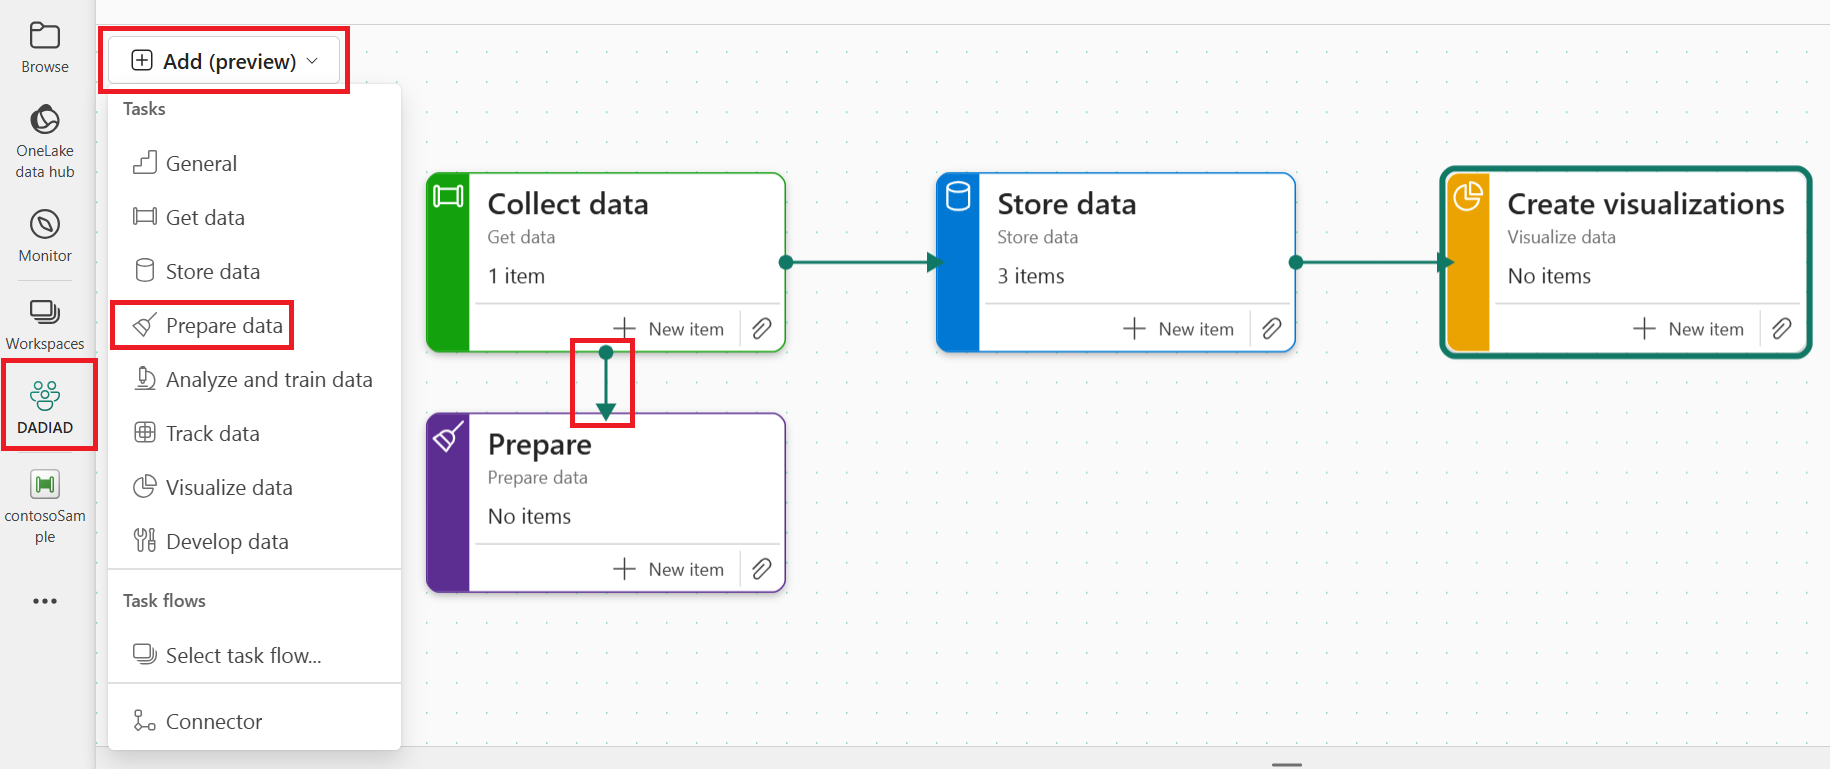 Browse
OneLake
data hub
Monitor
Workspaces
DADIAD
contosoSam
ple
Add (preview)
Tasks
General
Get data
Store data
Prepare data
Analyze and train data
Track data
Visualize data
Develop data
Task flows
Select task flow...
Connector
Collect data
Get data
1 item
New item
Store data
Store data
3 items
New item
Create visualizations
Visualize data
No items
New item
Prepare
Prepare data
No items
New item